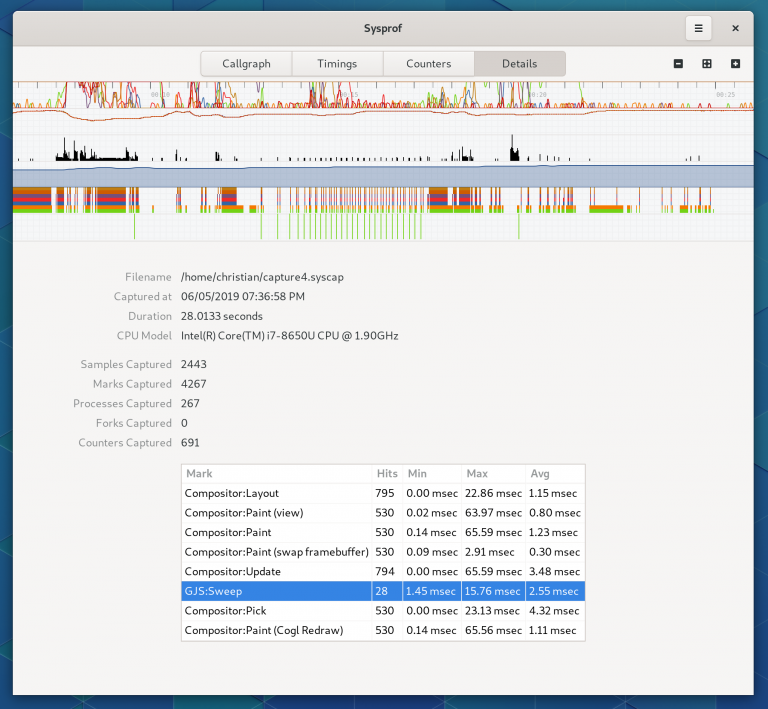 Sysprof
Callgraph Timings Counters Details
00:10 00:15 00:20 00:25
Filename /home/christian/capture4.syscap
Captured at 06/05/2019 07:36:58 PM
Duration 28.0133 seconds
CPU Model Intel(R) Core(TM) i7-8650U CPU @ 1.90GHz
Samples Captured 2443
Marks Captured 4267
Processes Captured 267
Forks Captured 0
Counters Captured 691
Mark Hits Min Max Avg
Compositor:Layout 795 0.00 msec 22.86 msec 1.15 msec
Compositor:Paint (view) 530 0.02 msec 63.97 msec 0.80 msec
Compositor:Paint 530 0.14 msec 65.59 msec 1.23 msec
Compositor:Paint (swap framebuffer) 530 0.09 msec 2.91 msec 0.30 msec
Compositor:Update 794 0.00 msec 65.59 msec 3.48 msec
GJS:Sweep 28 1.45 msec 15.76 msec 2.55 msec
Compositor:Pick 530 0.00 msec 23.13 msec 4.32 msec
Compositor:Paint (Cogl Redraw) 530 0.14 msec 65.56 msec 1.11 msec